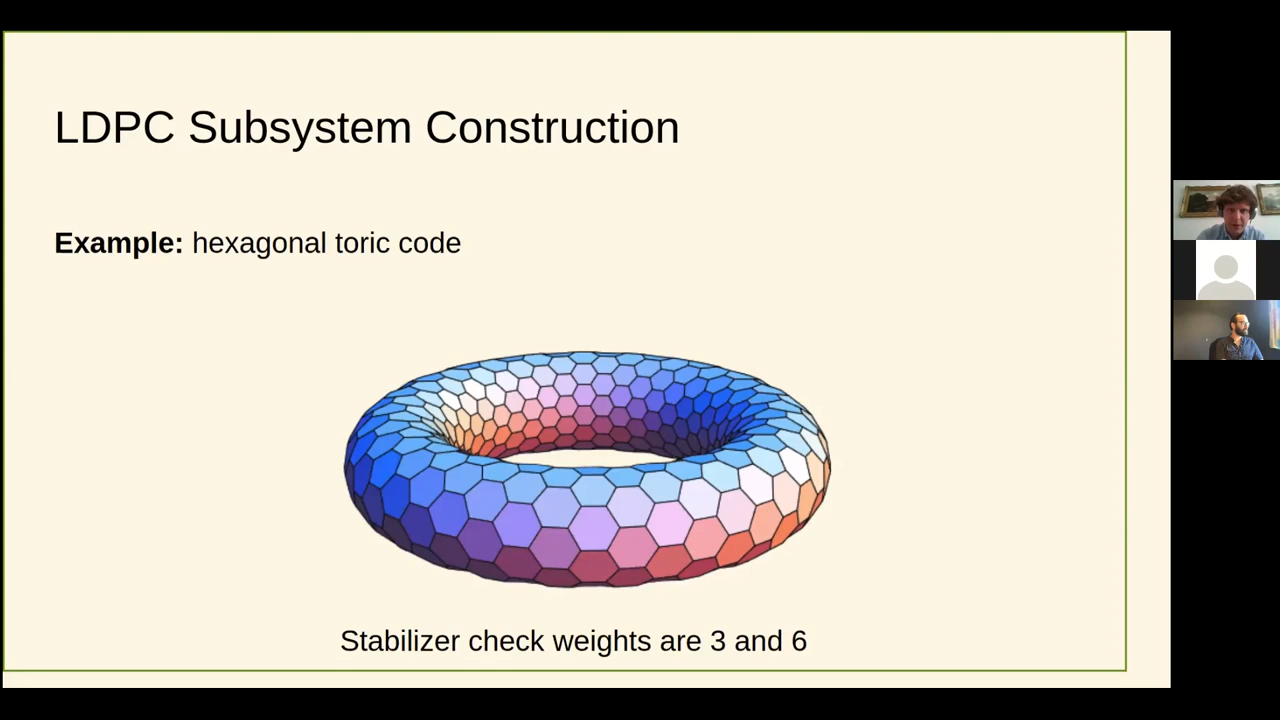 LDPC Subsystem Construction
Example: hexagonal toric code
Stabilizer check weights are 3 and 6